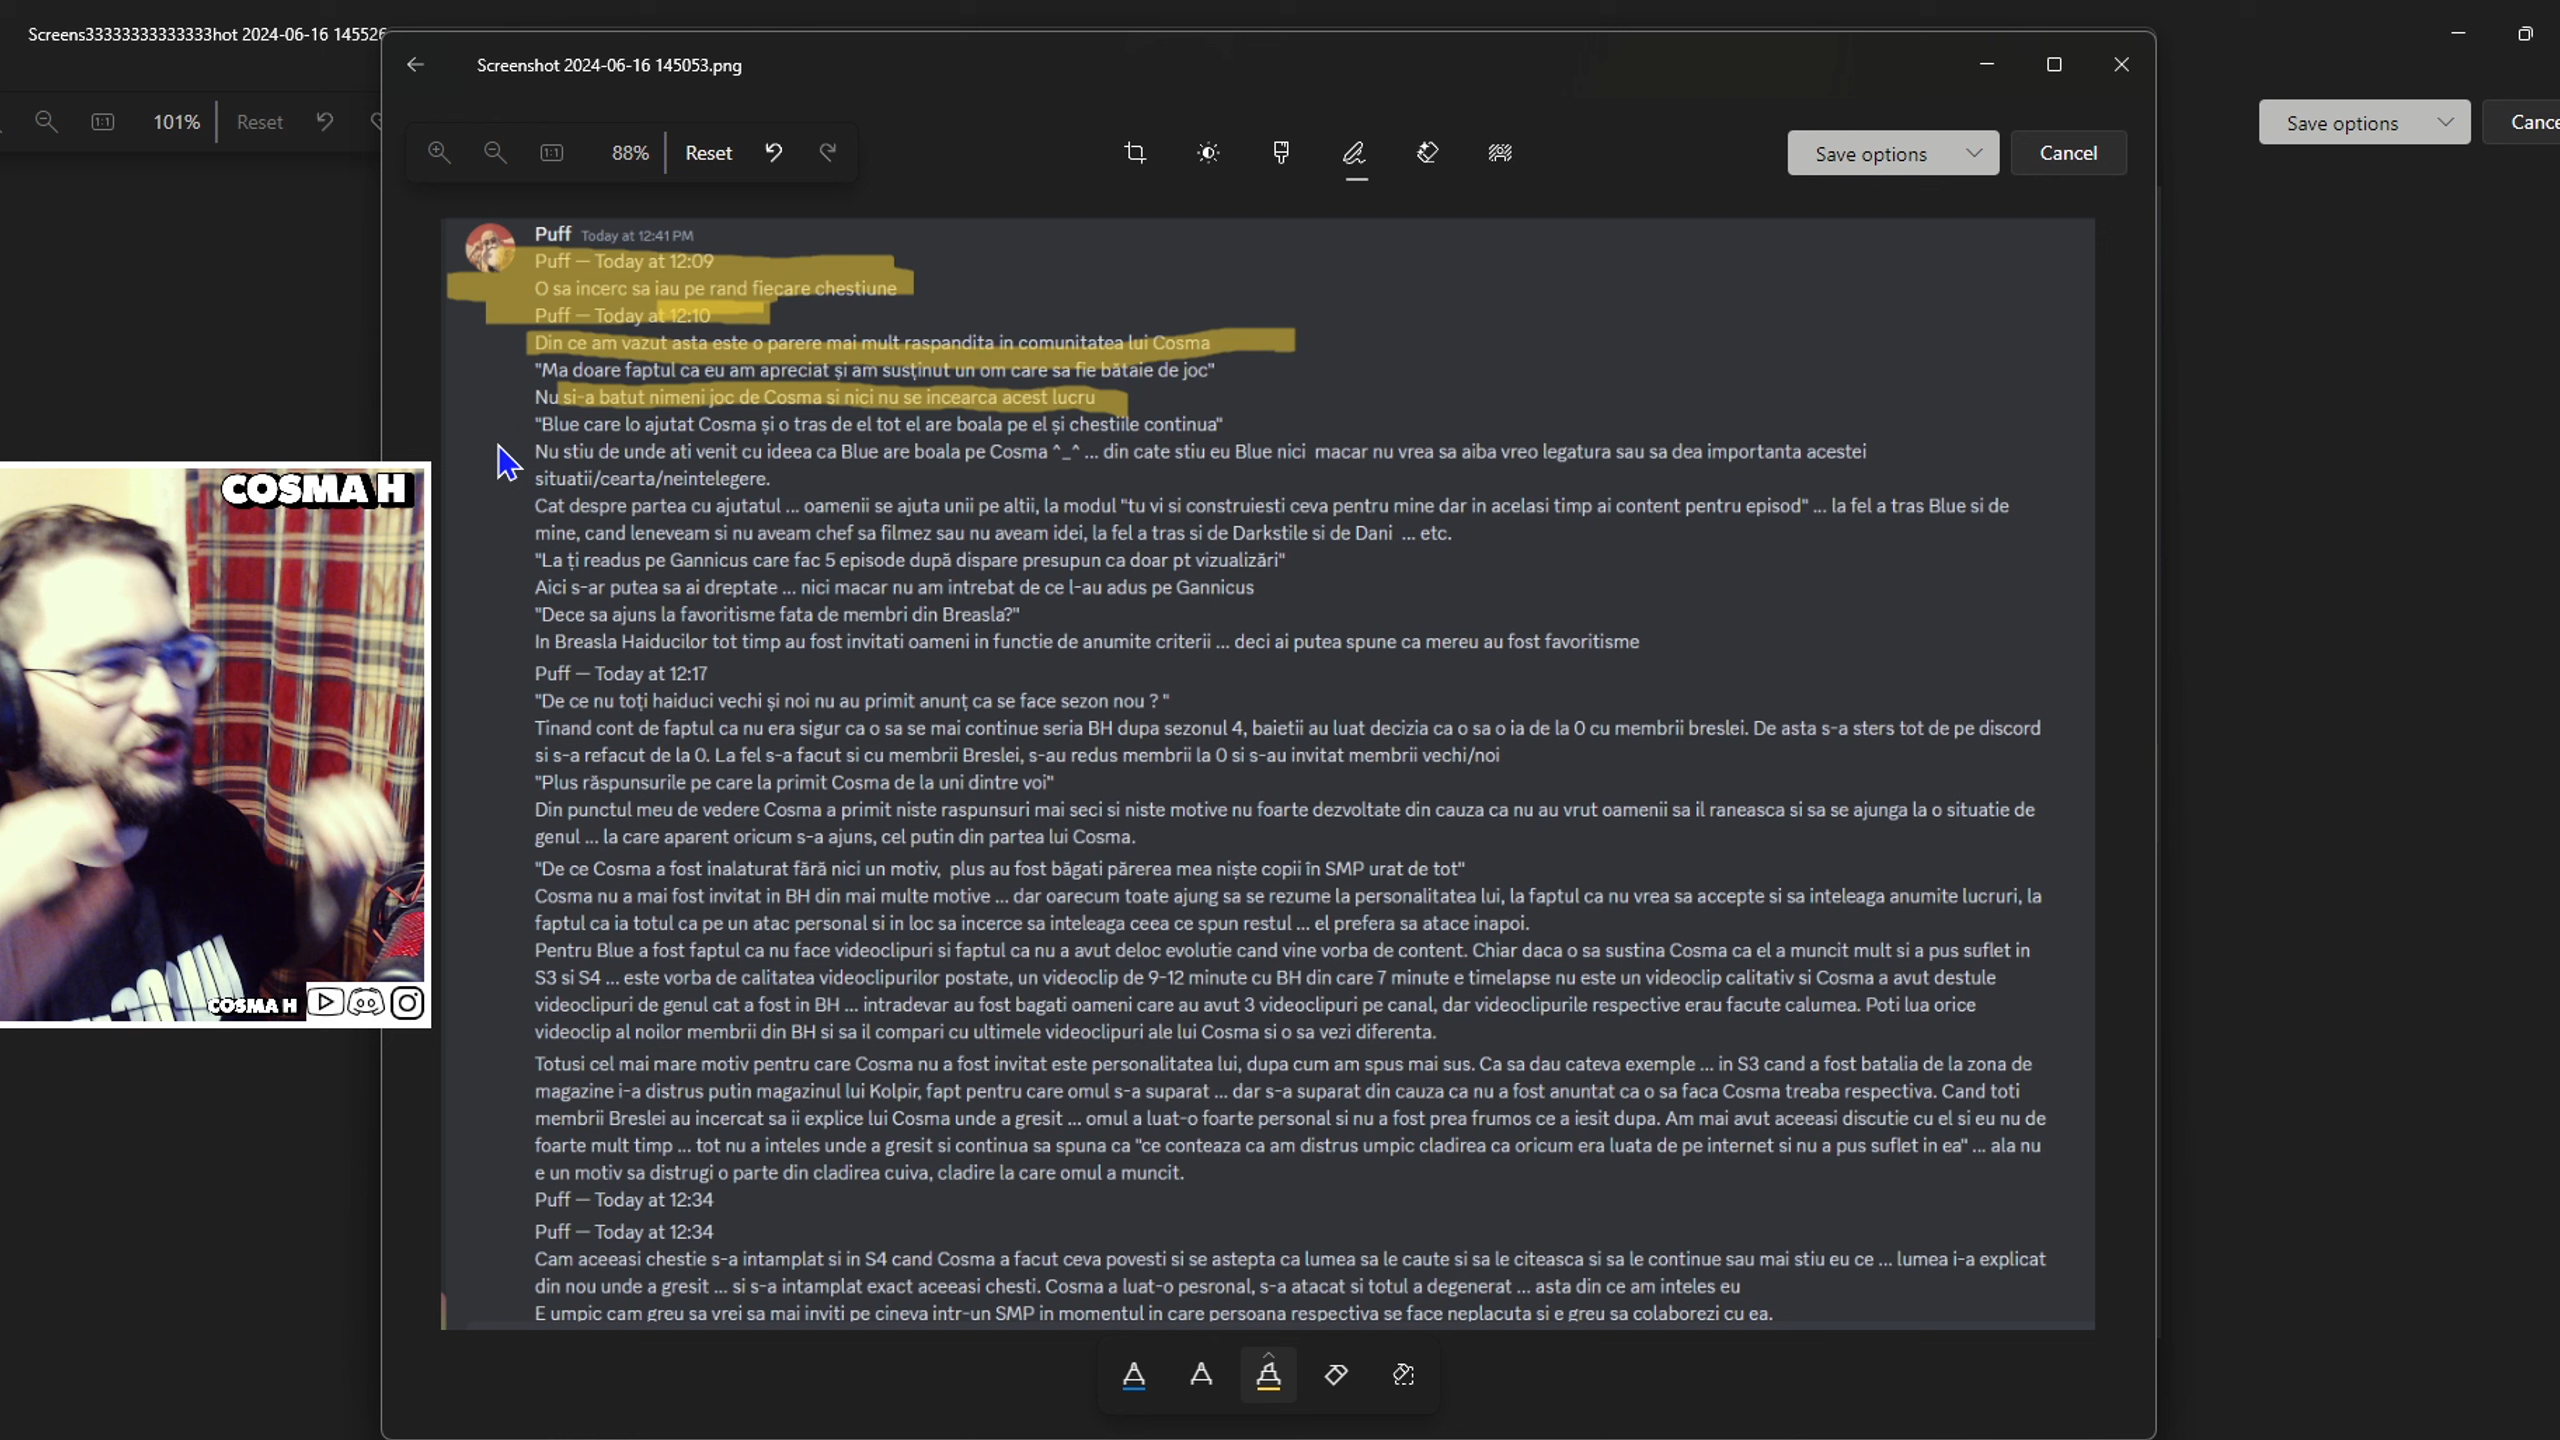 Screens33333333333333hot 2024-06-16 145526
Screenshot 2024-06-16 145053.png
101%
Reset
88%
Reset
Save options
Cancel
Save options
Puff Today at 12:41 PM
Puff — Today at 12:09
O sa incerc sa iau pe rand fiecare chestiune
Puff — Today at 12:10
Din ce am vazut asta este o parere mai mult raspandita in comunitatea lui Cosma
"Ma doare faptul ca eu am apreciat și am susținut un om care sa fie bătaie de joc"
Nu si-a batut nimeni joc de Cosma si nici nu se incearca acest lucru
"Blue care lo ajutat Cosma și o tras de el tot el are boala pe el și chestiile continua"
Nu stiu de unde ati venit cu ideea ca Blue are boala pe Cosma ^_^ ... din cate stiu eu Blue nici macar nu vrea sa aiba vreo legatura sau sa dea importanta acestei
situatii/cearta/neintelegere.
Cat despre partea cu ajutatul ... oamenii se ajuta unii pe altii, la modul "tu vi si construiesti ceva pentru mine dar in acelasi timp ai content pentru episod" ... la fel a tras Blue si de
mine, cand leneveam si nu aveam chef sa filmez sau nu aveam idei, la fel a tras si de Darkstile si de Dani ... etc.
"La ți readus pe Gannicus care fac 5 episode după dispare presupun ca doar pt vizualizări"
Aici s-ar putea sa ai dreptate ... nici macar nu am intrebat de ce l-au adus pe Gannicus
"Dece sa ajuns la favoritisme fata de membri din Breasla?"
In Breasla Haiducilor tot timp au fost invitati oameni in functie de anumite criterii ... deci ai putea spune ca mereu au fost favoritisme
Puff — Today at 12:17
"De ce nu toți haiduci vechi și noi nu au primit anunț ca se face sezon nou ? "
Tinand cont de faptul ca nu era sigur ca o sa se mai continue seria BH dupa sezonul 4, baietii au luat decizia ca o sa o ia de la 0 cu membrii breslei. De asta s-a sters tot de pe discord
si s-a refacut de la 0. La fel s-a facut si cu membrii Breslei, s-au redus membrii la 0 si s-au invitat membrii vechi/noi
"Plus răspunsurile pe care la primit Cosma de la uni dintre voi"
Din punctul meu de vedere Cosma a primit niste raspunsuri mai seci si niste motive nu foarte dezvoltate din cauza ca nu au vrut oamenii sa il raneasca si sa se ajunga la o situatie de
genul ... la care aparent oricum s-a ajuns, cel putin din partea lui Cosma.
"De ce Cosma a fost inalaturat fără nici un motiv, plus au fost băgati părerea mea niște copii în SMP urat de tot"
Cosma nu a mai fost invitat in BH din mai multe motive ... dar oarecum toate ajung sa se rezume la personalitatea lui, la faptul ca nu vrea sa accepte si sa inteleaga anumite lucruri, la
faptul ca ia totul ca pe un atac personal si in loc sa incerce sa inteleaga ceea ce spun restul ... el prefera sa atace inapoi.
Pentru Blue a fost faptul ca nu face videoclipuri si faptul ca nu a avut deloc evolutie cand vine vorba de content. Chiar daca o sa sustina Cosma ca el a muncit mult si a pus suflet in
S3 si S4 ... este vorba de calitatea videoclipurilor postate, un videoclip de 9-12 minute cu BH din care 7 minute e timelapse nu este un videoclip calitativ si Cosma a avut destule
videoclipuri de genul cat a fost in BH ... intradevar au fost bagati oameni care au avut 3 videoclipuri pe canal, dar videoclipurile respective erau facute calumea. Poti lua orice
videoclip al noilor membrii din BH si sa il compari cu ultimele videoclipuri ale lui Cosma si o sa vezi diferenta.
Totusi cel mai mare motiv pentru care Cosma nu a fost invitat este personalitatea lui, dupa cum am spus mai sus. Ca sa dau cateva exemple ... in S3 cand a fost batalia de la zona de
magazine i-a distrus putin magazinul lui Kolpir, fapt pentru care omul s-a suparat ... dar s-a suparat din cauza ca nu a fost anuntat ca o sa faca Cosma treaba respectiva. Cand toti
membrii Breslei au incercat sa ii explice lui Cosma unde a gresit ... omul a luat-o foarte personal si nu a fost prea frumos ce a iesit dupa. Am mai avut aceeasi discutie cu el si eu nu de
foarte mult timp ... tot nu a inteles unde a gresit si continua sa spuna ca "ce conteaza ca am distrus umpic cladirea ca oricum era luata de pe internet si nu a pus suflet in ea" ... ala nu
e un motiv sa distrugi o parte din cladirea cuiva, cladire la care omul a muncit.
Puff — Today at 12:34
Puff — Today at 12:34
Cam aceeasi chestie s-a intamplat si in S4 cand Cosma a facut ceva povesti si se astepta ca lumea sa le caute si sa le citeasca si sa le continue sau mai stiu eu ce ... lumea i-a explicat
din nou unde a gresit ... si s-a intamplat exact aceeasi chesti. Cosma a luat-o pesronal, s-a atacat si totul a degenerat ... asta din ce am inteles eu
E umpic cam greu sa vrei sa mai inviti pe cineva intr-un SMP in momentul in care persoana respectiva se face neplacuta si e greu sa colaborezi cu ea.
COSMA H
COSMA H